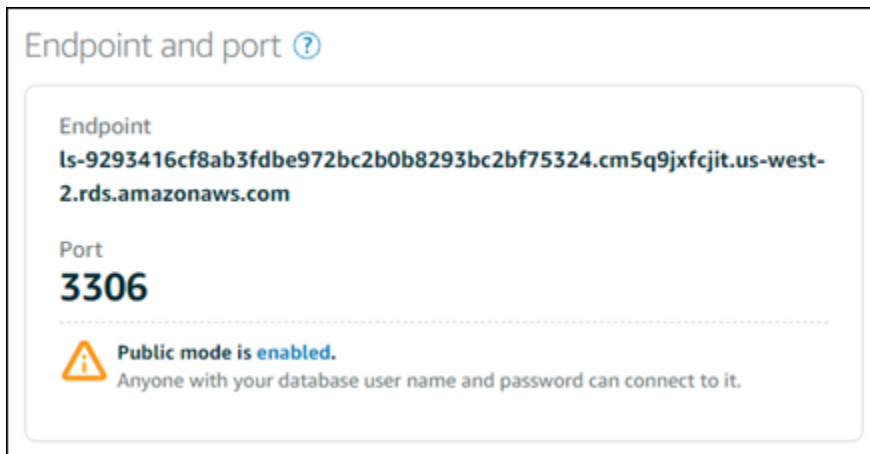 Endpoint and port ?
Endpoint
ls-9293416cf8ab3fdbe972bc2b0b8293bc2bf75324.cm5q9jxfcjit.us-west-
2.rds.amazonaws.com
Port
3306
Public mode is enabled.
Anyone with your database user name and password can connect to it.